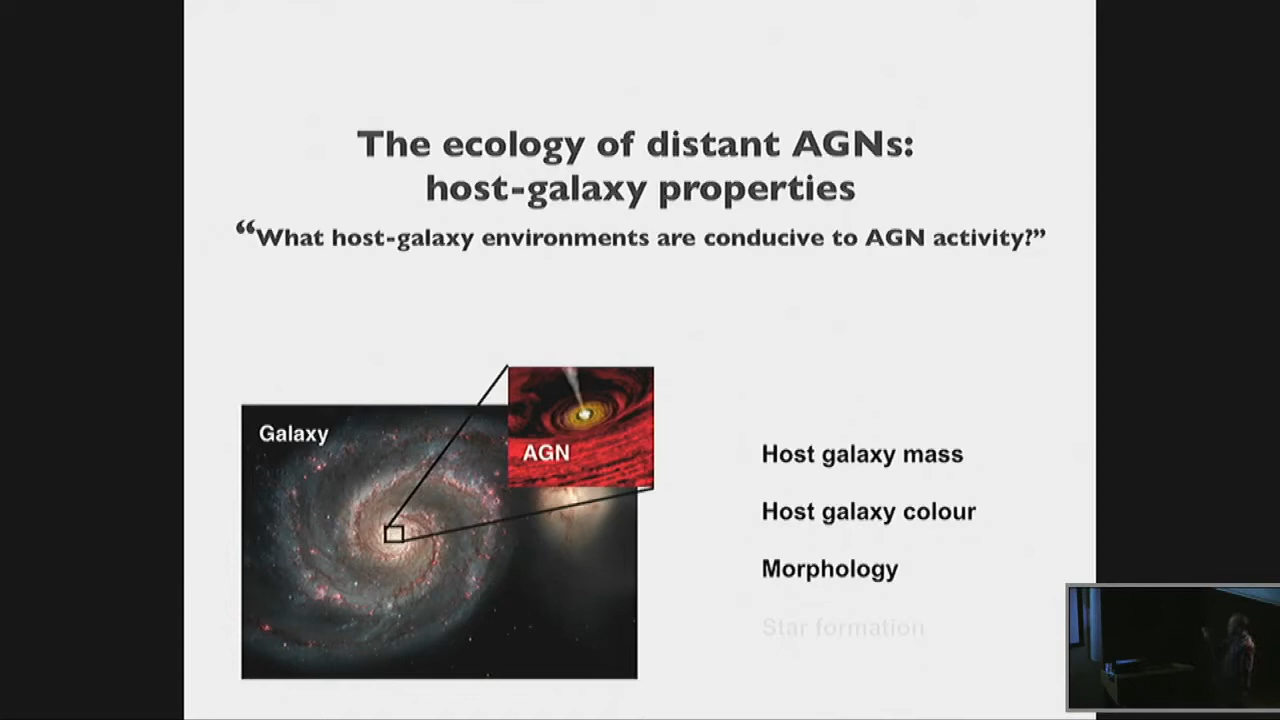 The ecology of distant AGNs:
host-galaxy properties
“What host-galaxy environments are conducive to AGN activity?”
Galaxy
AGN
Host galaxy mass
Host galaxy colour
Morphology
Star formation